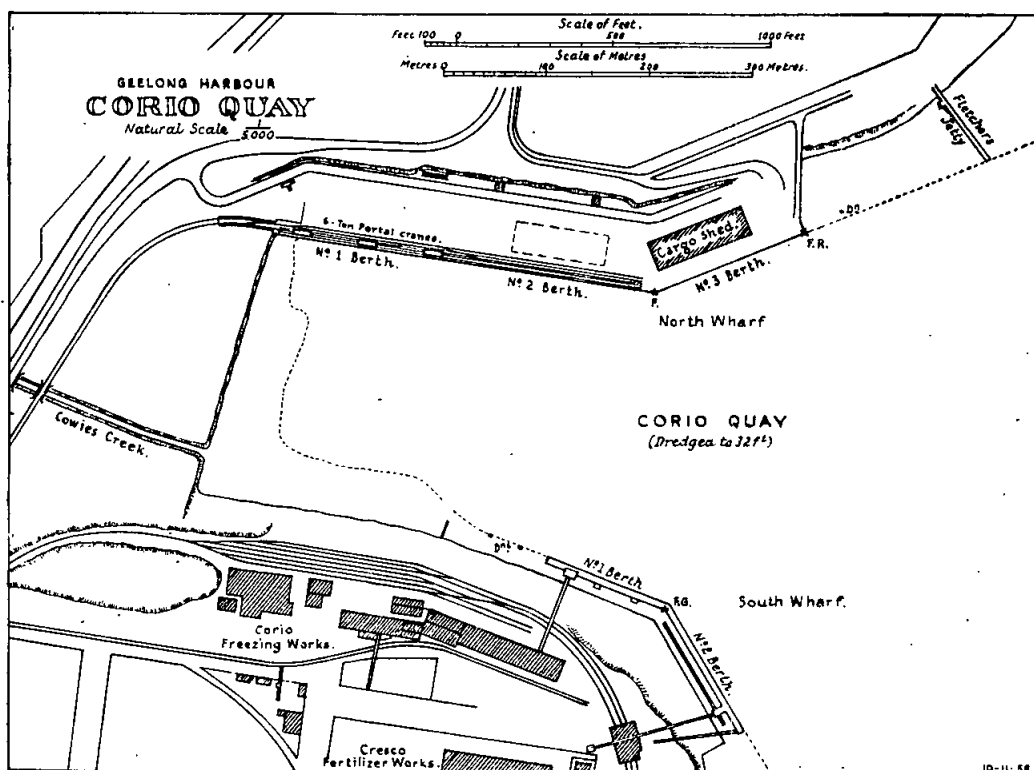 Scale of Feet.
Feet 100 0 500 1000 Feet
Scale of Metres
Metres 0 100 200 300 Metres.
GEELONG HARBOUR
CORIO QUAY
Natural Scale 1/5,000
Fletchers
Jetty
Dn
6-Ton Portal cranes.
Cargo shed.
F.R.
Nº 1 Berth.
Nº 2 Berth.
Nº 3 Berth.
F.
North Wharf
CORIO QUAY
(Dredged to 32 fᵗ)
Cowies Creek.
Nº 1 Berth
F.G.
South Wharf.
Nº 2 Berth.
Corio
Freezing Works.
Cresco
Fertilizer Works.